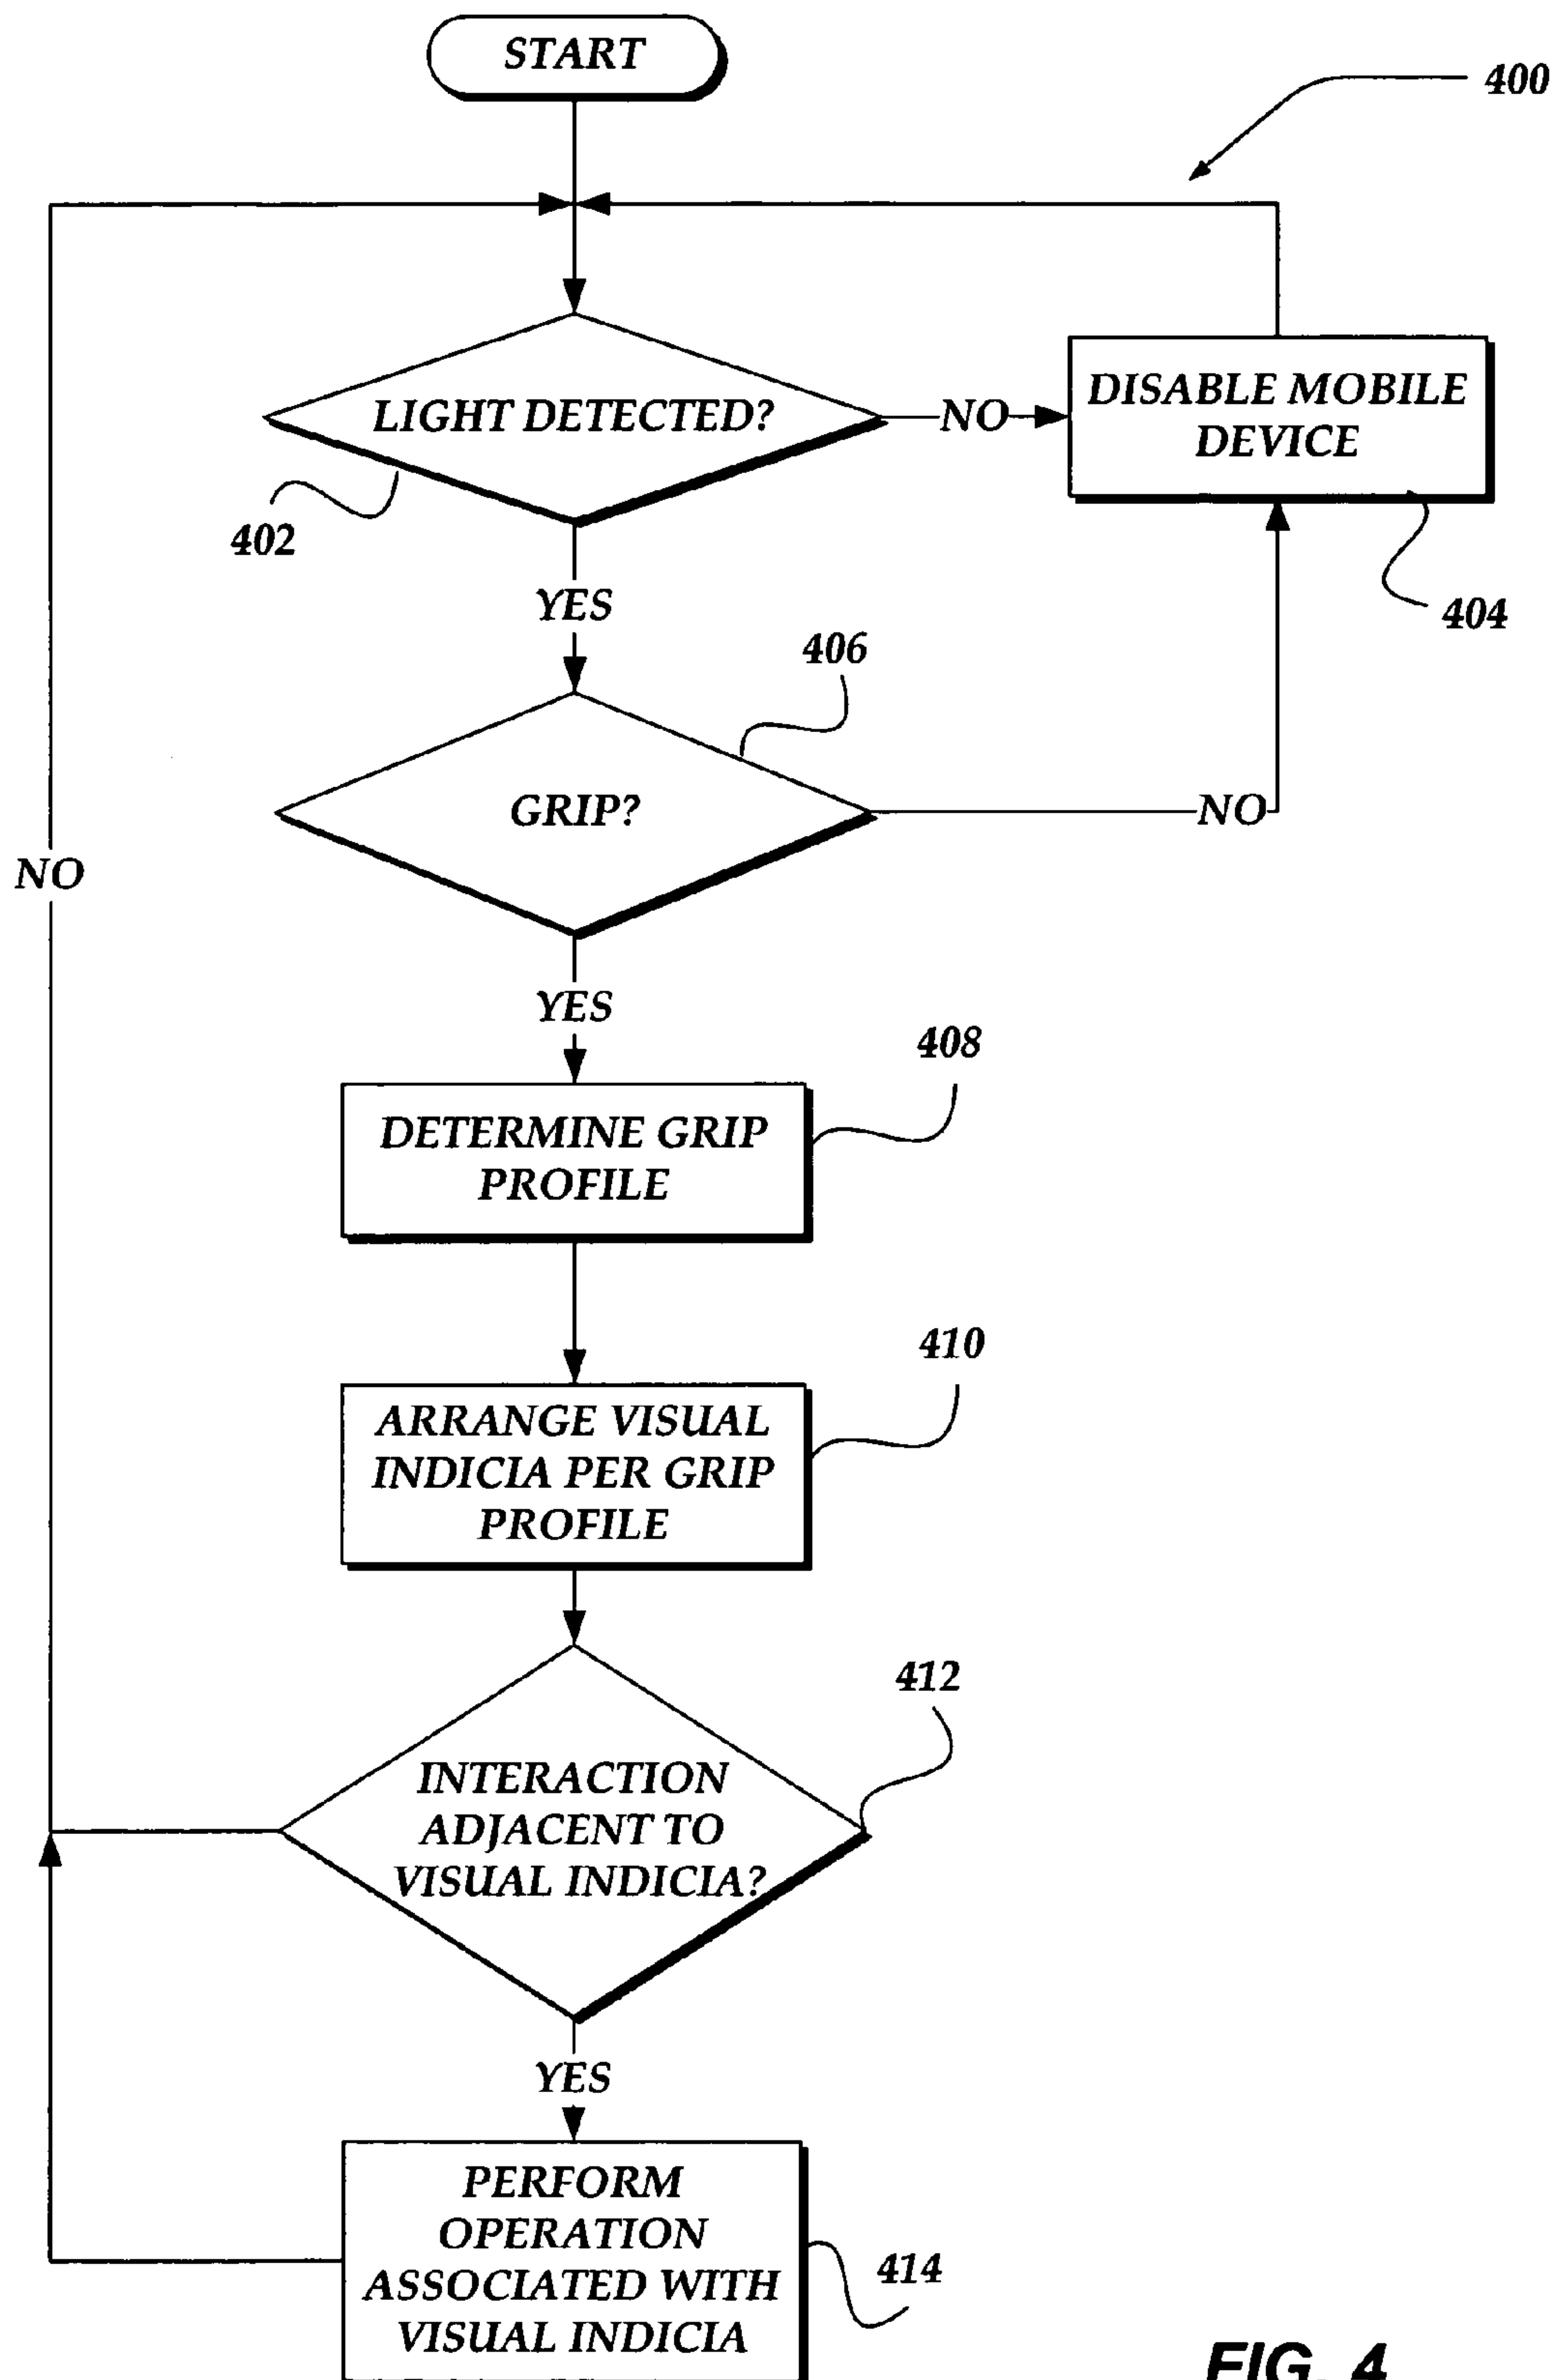 START
400
LIGHT DETECTED?
NO
DISABLE MOBILE
DEVICE
402
404
YES
406
GRIP?
NO
NO
YES
408
DETERMINE GRIP
PROFILE
410
ARRANGE VISUAL
INDICIA PER GRIP
PROFILE
412
INTERACTION
ADJACENT TO
VISUAL INDICIA?
YES
PERFORM
OPERATION
ASSOCIATED WITH
VISUAL INDICIA
414
FIG. 4